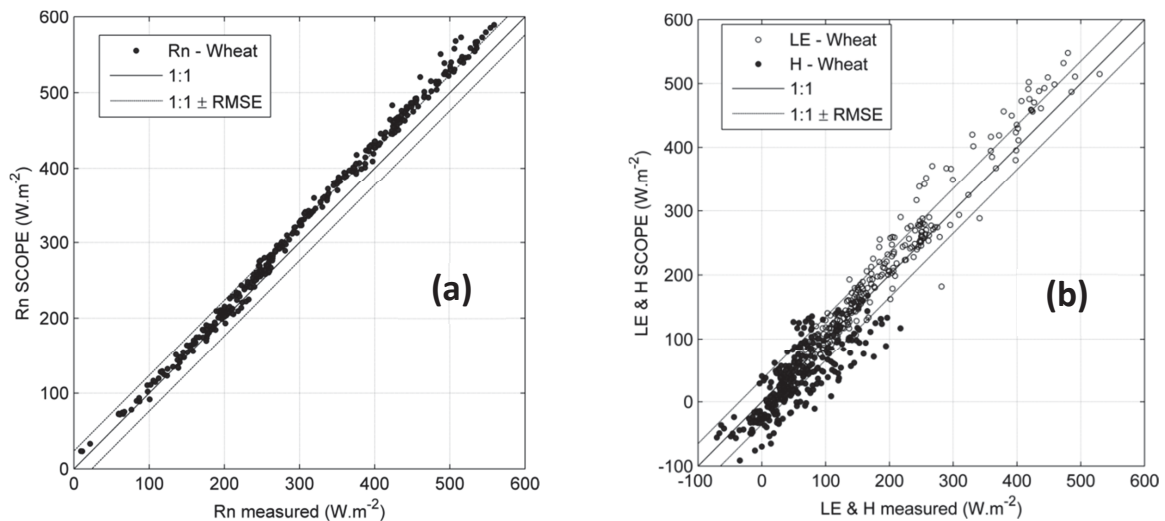 600
500
400
300
200
100
0
Rn SCOPE (W.m⁻²)
Rn - Wheat
1:1
1:1 ± RMSE
(a)
0 100 200 300 400 500 600
Rn measured (W.m⁻²)
600
500
400
300
200
100
0
-100
LE & H SCOPE (W.m⁻²)
LE - Wheat
H - Wheat
1:1
1:1 ± RMSE
(b)
-100 0 100 200 300 400 500 600
LE & H measured (W.m⁻²)